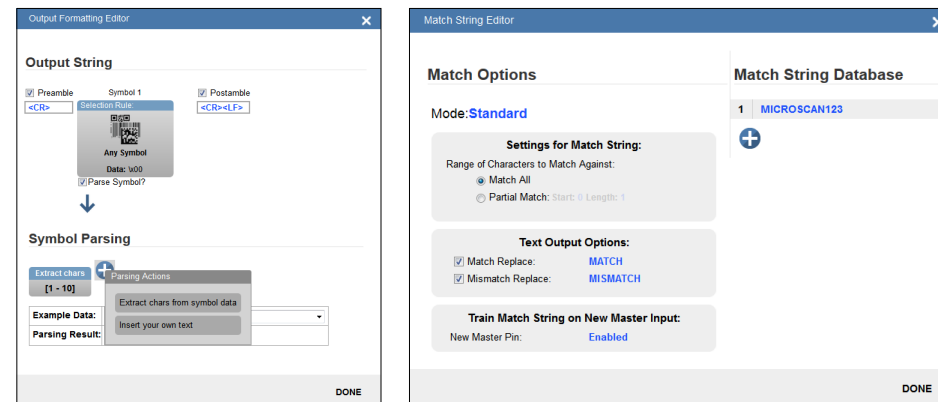 Output Formatting Editor
Output String
Preamble
Symbol 1
Postamble
<CR>
Selection Rule:
<CR><LF>
Any Symbol
Data: \x00
Parse Symbol?
Symbol Parsing
Extract chars
[1 - 10]
Parsing Actions
Extract chars from symbol data
Insert your own text
Example Data:
Parsing Result:
DONE
Match String Editor
Match Options
Mode:Standard
Settings for Match String:
Range of Characters to Match Against:
Match All
Partial Match: Start: 0 Length: 1
Text Output Options:
Match Replace: MATCH
Mismatch Replace: MISMATCH
Train Match String on New Master Input:
New Master Pin: Enabled
Match String Database
1 MICROSCAN123
DONE